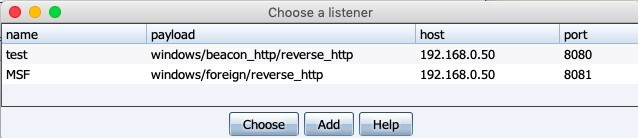 Choose a listener
name payload host port
test windows/beacon_http/reverse_http 192.168.0.50 8080
MSF windows/foreign/reverse_http 192.168.0.50 8081
Choose Add Help